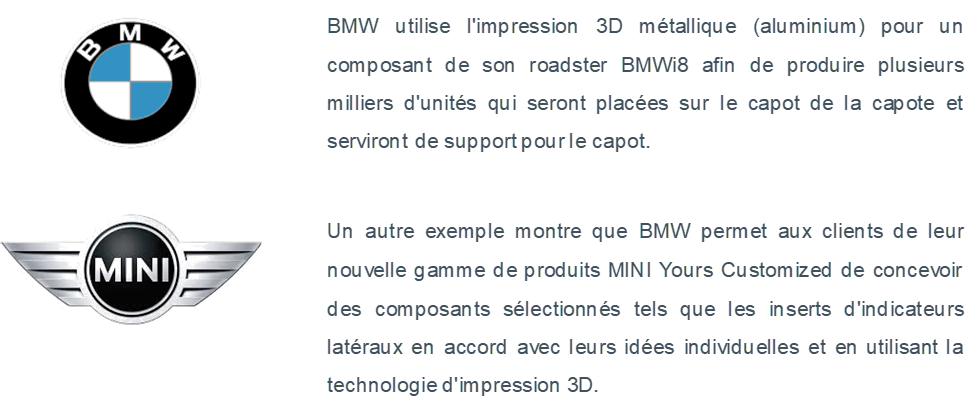 BMW
BMW utilise l'impression 3D métallique (aluminium) pour un
composant de son roadster BMWi8 afin de produire plusieurs
milliers d'unités qui seront placées sur le capot de la capote et
serviront de support pour le capot.
MINI
Un autre exemple montre que BMW permet aux clients de leur
nouvelle gamme de produits MINI Yours Customized de concevoir
des composants sélectionnés tels que les inserts d'indicateurs
latéraux en accord avec leurs idées individuelles et en utilisant la
technologie d'impression 3D.